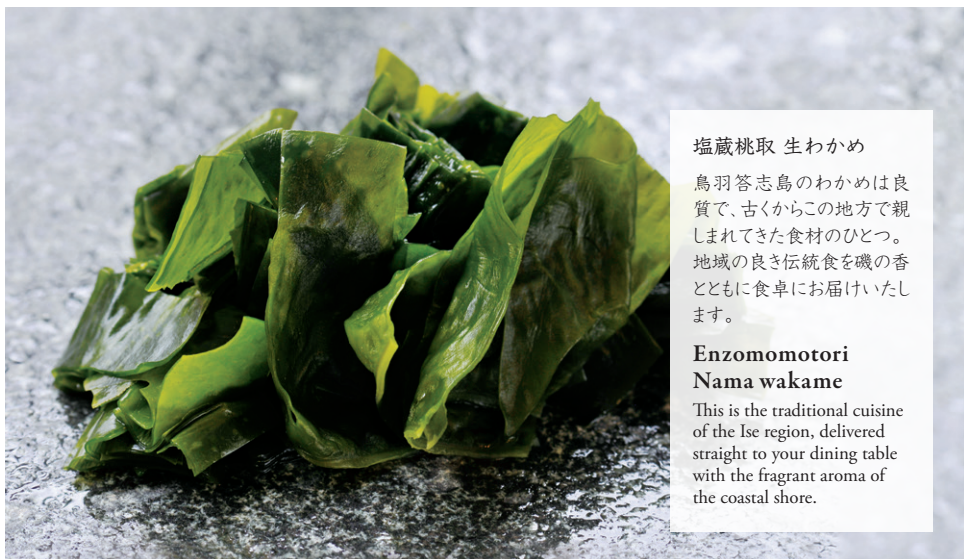 塩蔵桃取 生わかめ
鳥羽答志島のわかめは良
質で、古くからこの地方で親
しまれてきた食材のひとつ。
地域の良き伝統食を磯の香
とともに食卓にお届けいたし
ます。
Enzomomotori
Nama wakame
This is the traditional cuisine
of the Ise region, delivered
straight to your dining table
with the fragrant aroma of
the coastal shore.